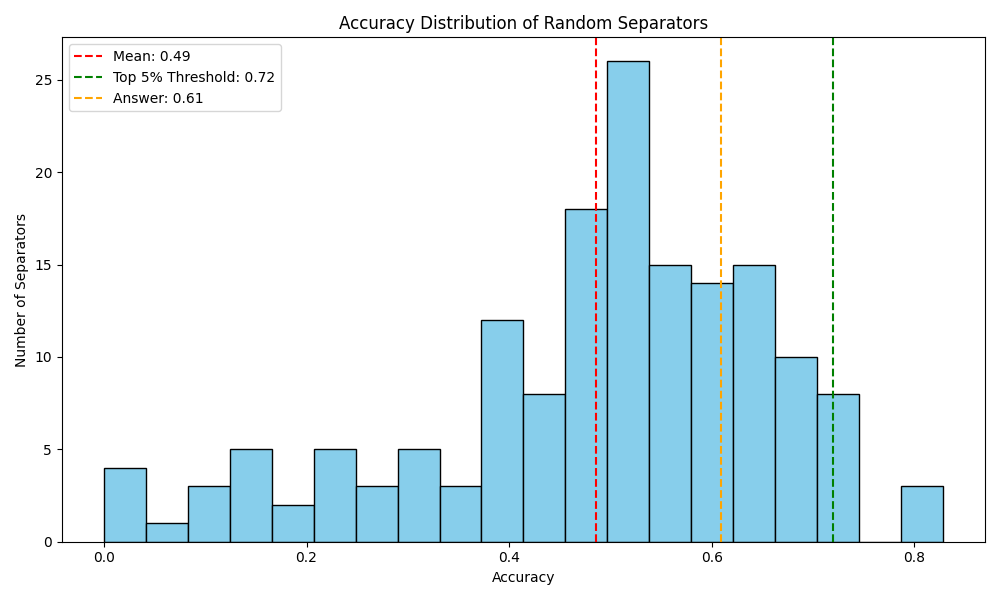 Accuracy Distribution of Random Separators
Mean: 0.49
Top 5% Threshold: 0.72
Answer: 0.61
Number of Separators
25
20
15
10
5
0
0.0 0.2 0.4 0.6 0.8
Accuracy